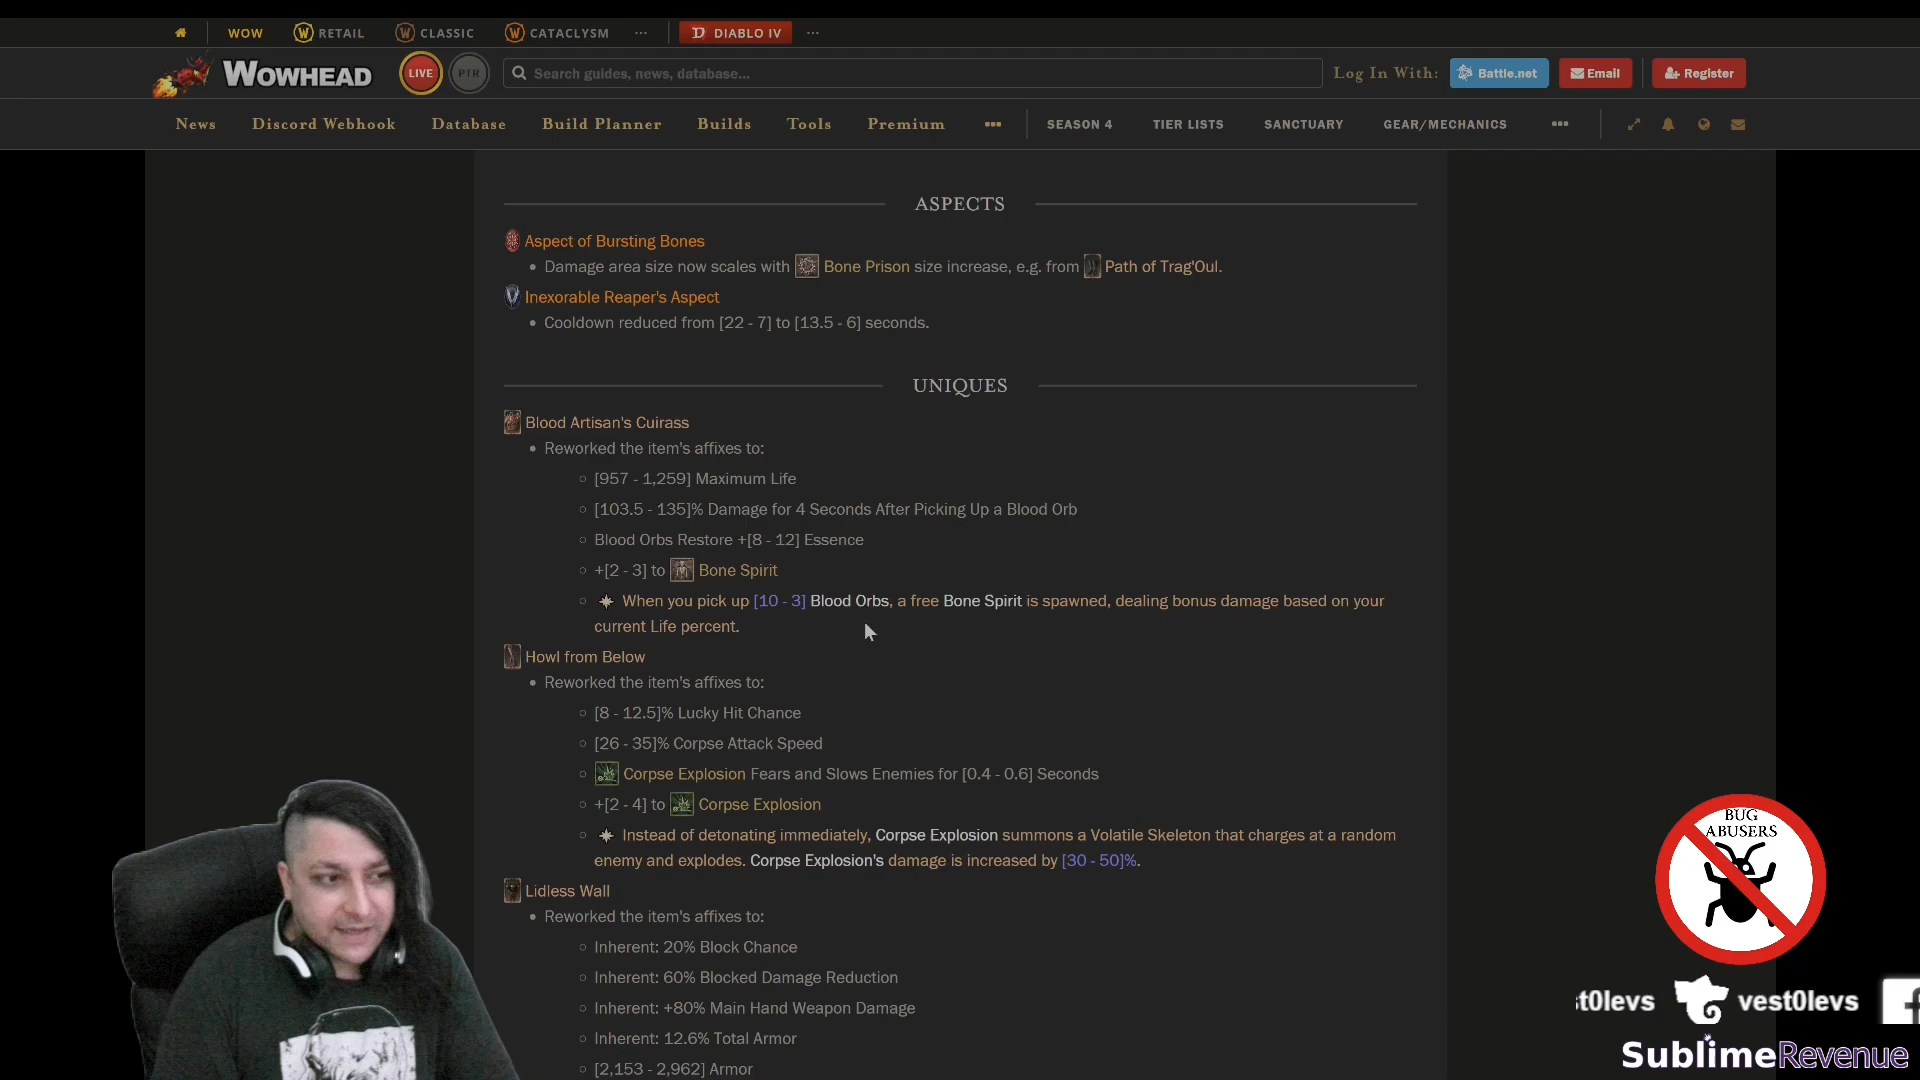 WOW RETAIL CLASSIC CATACLYSM ... DIABLO IV ...
WOWHEAD LIVE PTR Search guides, news, database... Log In With: Battle.net Email Register
News Discord Webhook Database Build Planner Builds Tools Premium ••• SEASON 4 TIER LISTS SANCTUARY GEAR/MECHANICS •••
ASPECTS
Aspect of Bursting Bones
• Damage area size now scales with Bone Prison size increase, e.g. from Path of Trag'Oul.
Inexorable Reaper's Aspect
• Cooldown reduced from [22 - 7] to [13.5 - 6] seconds.
UNIQUES
Blood Artisan's Cuirass
• Reworked the item's affixes to:
○ [957 - 1,259] Maximum Life
○ [103.5 - 135]% Damage for 4 Seconds After Picking Up a Blood Orb
○ Blood Orbs Restore +[8 - 12] Essence
○ +[2 - 3] to Bone Spirit
○ When you pick up [10 - 3] Blood Orbs, a free Bone Spirit is spawned, dealing bonus damage based on your
current Life percent.
Howl from Below
• Reworked the item's affixes to:
○ [8 - 12.5]% Lucky Hit Chance
○ [26 - 35]% Corpse Attack Speed
○ Corpse Explosion Fears and Slows Enemies for [0.4 - 0.6] Seconds
○ +[2 - 4] to Corpse Explosion
○ Instead of detonating immediately, Corpse Explosion summons a Volatile Skeleton that charges at a random
enemy and explodes. Corpse Explosion's damage is increased by [30 - 50]%.
Lidless Wall
• Reworked the item's affixes to:
○ Inherent: 20% Block Chance
○ Inherent: 60% Blocked Damage Reduction
○ Inherent: +80% Main Hand Weapon Damage
○ Inherent: 12.6% Total Armor
○ [2,153 - 2,962] Armor
BUG
ABUSERS
st0levs vest0levs
SublimeRevenue